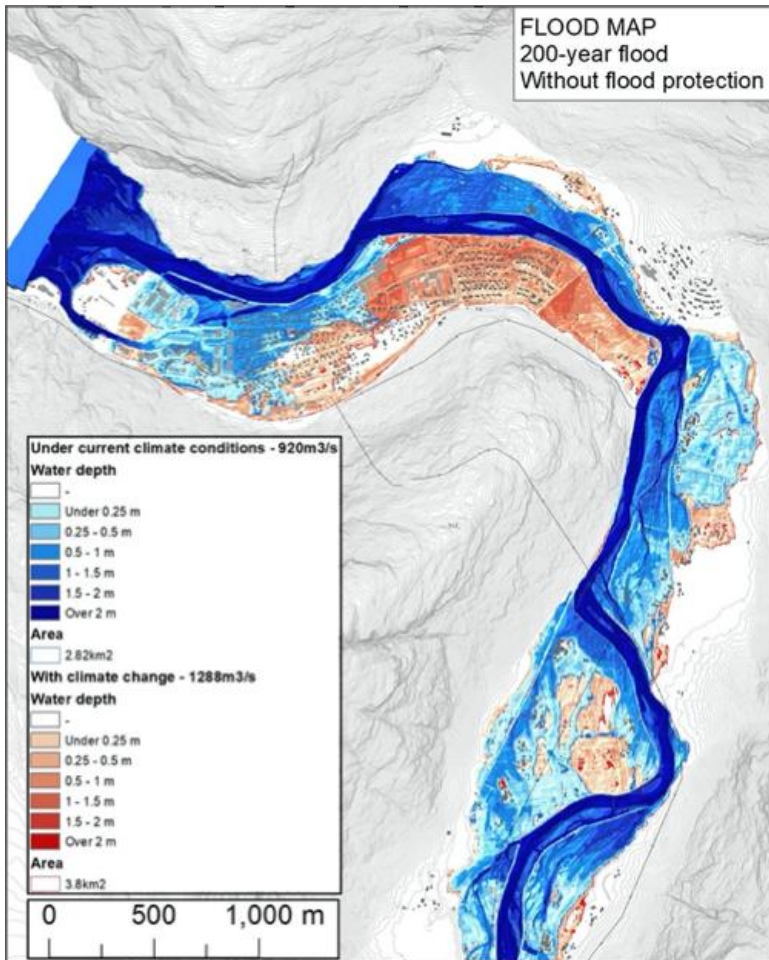 FLOOD MAP
200-year flood
Without flood protection
Under current climate conditions - 920m3/s
Water depth
-
Under 0.25 m
0.25 - 0.5 m
0.5 - 1 m
1 - 1.5 m
1.5 - 2 m
Over 2 m
Area
2.82km2
With climate change - 1288m3/s
Water depth
-
Under 0.25 m
0.25 - 0.5 m
0.5 - 1 m
1 - 1.5 m
1.5 - 2 m
Over 2 m
Area
3.8km2
0 500 1,000 m